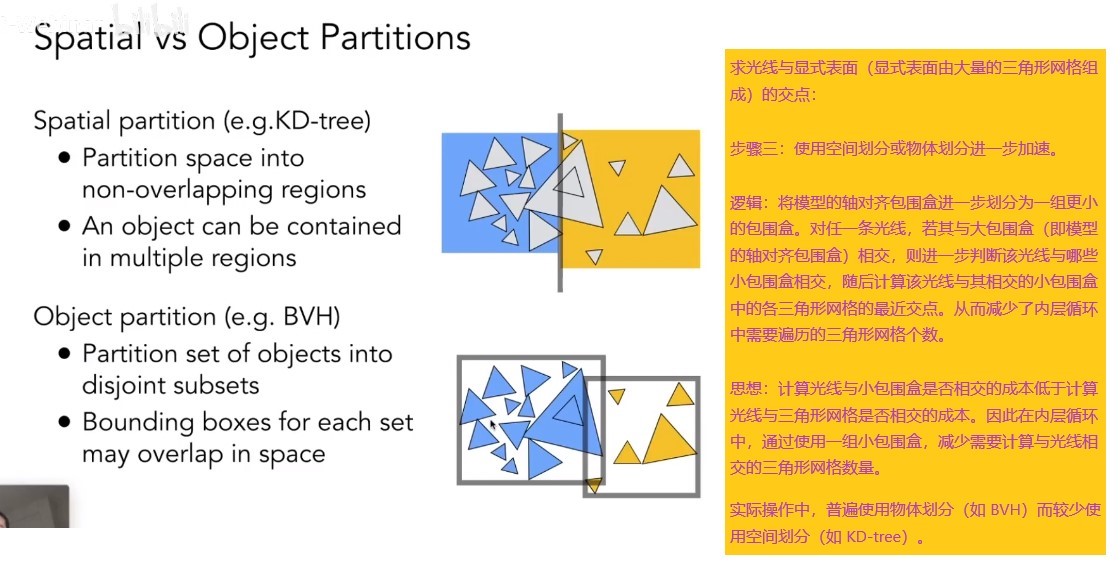 bilibili
Spatial vs Object Partitions
Spatial partition (e.g.KD-tree)
● Partition space into
non-overlapping regions
● An object can be contained
in multiple regions
Object partition (e.g. BVH)
● Partition set of objects into
disjoint subsets
● Bounding boxes for each set
may overlap in space
求光线与显式表面（显式表面由大量的三角形网格组
成）的交点：
步骤三：使用空间划分或物体划分进一步加速。
逻辑：将模型的轴对齐包围盒进一步划分为一组更小
的包围盒。对任一条光线，若其与大包围盒（即模型
的轴对齐包围盒）相交，则进一步判断该光线与哪些
小包围盒相交，随后计算该光线与其相交的小包围盒
中的各三角形网格的最近交点。从而减少了内层循环
中需要遍历的三角形网格个数。
思想：计算光线与小包围盒是否相交的成本低于计算
光线与三角形网格是否相交的成本。因此在内层循环
中，通过使用一组小包围盒，减少需要计算与光线相
交的三角形网格数量。
实际操作中，普遍使用物体划分（如 BVH）而较少使
用空间划分（如 KD-tree）。